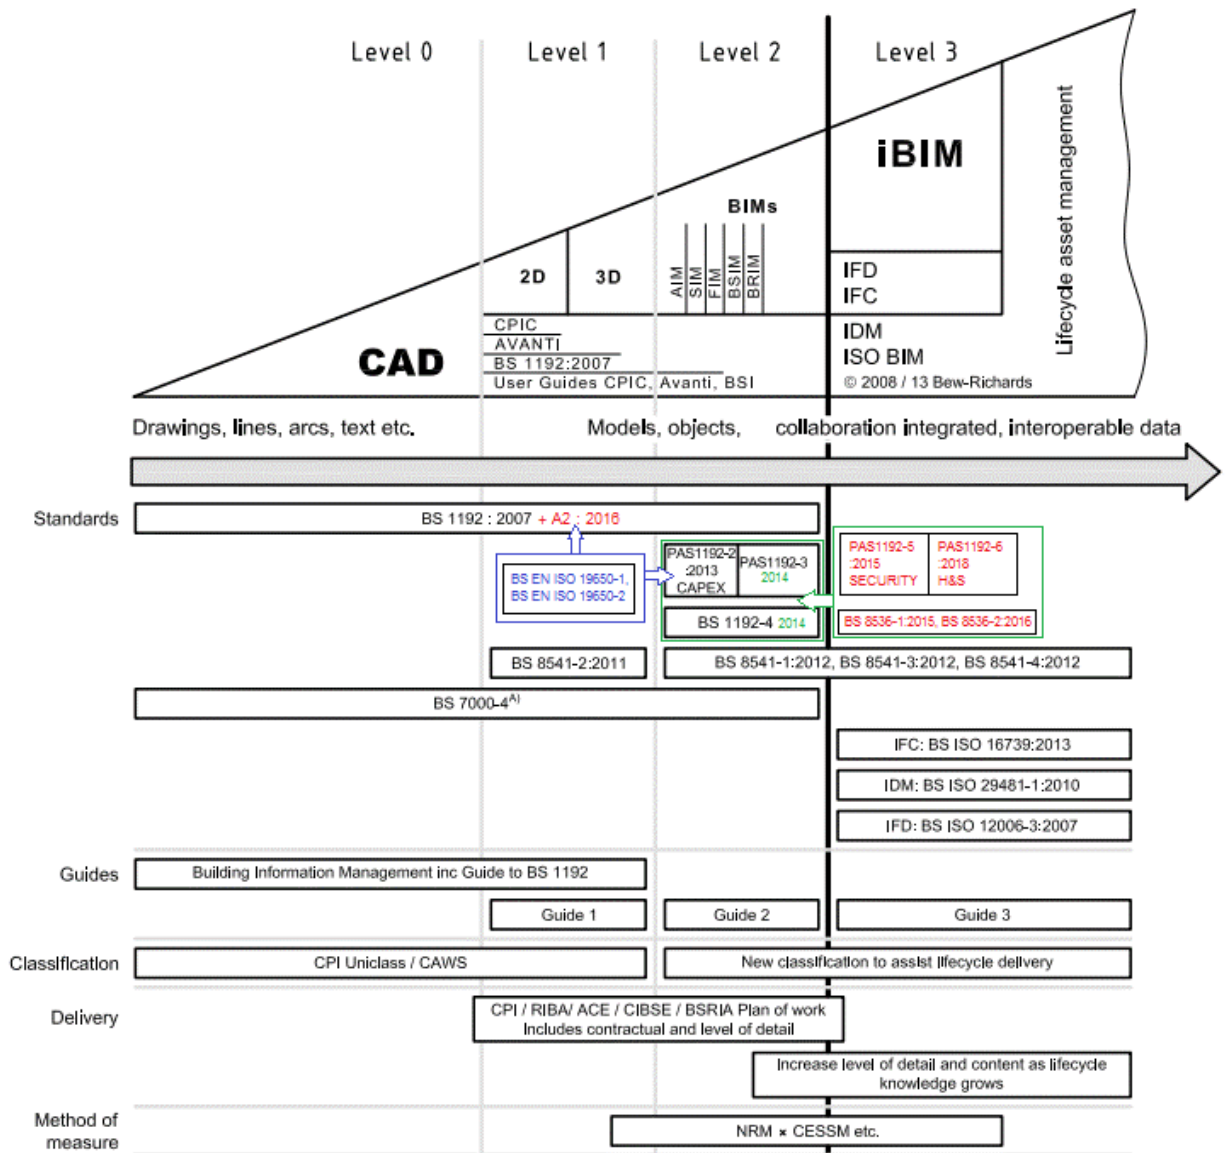 Level 0
Level 1
Level 2
Level 3
iBIM
BIMs
2D
3D
AIM
SIM
FIM
BSIM
BRIM
IFD
IFC
Lifecycle asset management
CAD
CPIC
AVANTI
BS 1192:2007
User Guides CPIC, Avanti, BSI
IDM
ISO BIM
© 2008 / 13 Bew-Richards
Drawings, lines, arcs, text etc.
Models, objects,
collaboration integrated, interoperable data
Standards
BS 1192 : 2007 + A2 : 2016
BS EN ISO 19650-1,
BS EN ISO 19650-2
PAS1192-2
:2013
CAPEX
PAS1192-3
2014
PAS1192-5
:2015
SECURITY
PAS1192-6
:2018
H&S
BS 1192-4 2014
BS 8536-1:2015, BS 8536-2:2016
BS 8541-2:2011
BS 8541-1:2012, BS 8541-3:2012, BS 8541-4:2012
BS 7000-4A)
IFC: BS ISO 16739:2013
IDM: BS ISO 29481-1:2010
IFD: BS ISO 12006-3:2007
Guides
Building Information Management inc Guide to BS 1192
Guide 1
Guide 2
Guide 3
Classification
CPI Uniclass / CAWS
New classification to assist lifecycle delivery
Delivery
CPI / RIBA/ ACE / CIBSE / BSRIA Plan of work
Includes contractual and level of detail
Increase level of detail and content as lifecycle
knowledge grows
Method of
measure
NRM × CESSM etc.